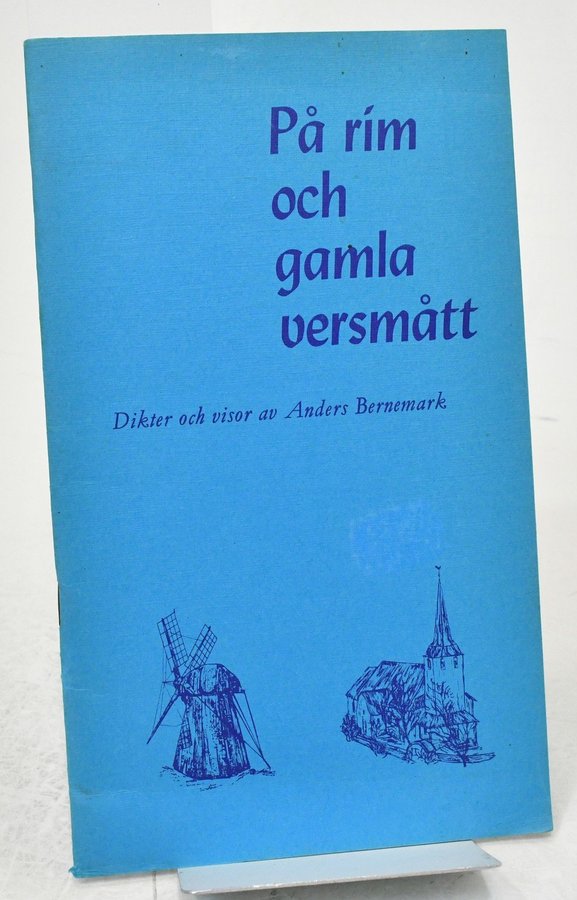 På rim
och
gamla
versmått
Dikter och visor av Anders Bernemark